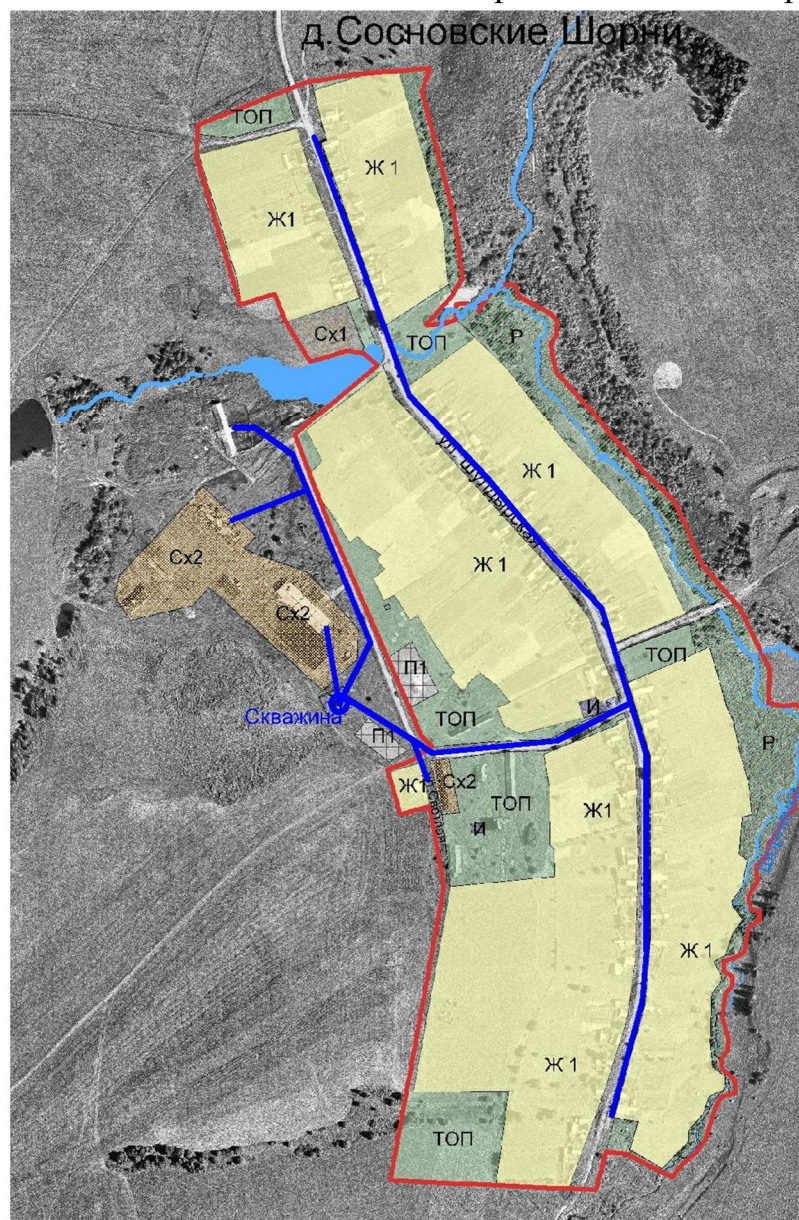 д.Сосновские Шорни
ТОП
Ж 1
Ж1
Сх1
ТОП
Р
ул. Шулдырская
Ж 1
Сх2
Ж 1
Сх2
П1
ТОП
Скважина
ТОП
И
П1
Р
Ж1
Сх2
ТОП
Ж1
И
Ж 1
Ж 1
ТОП